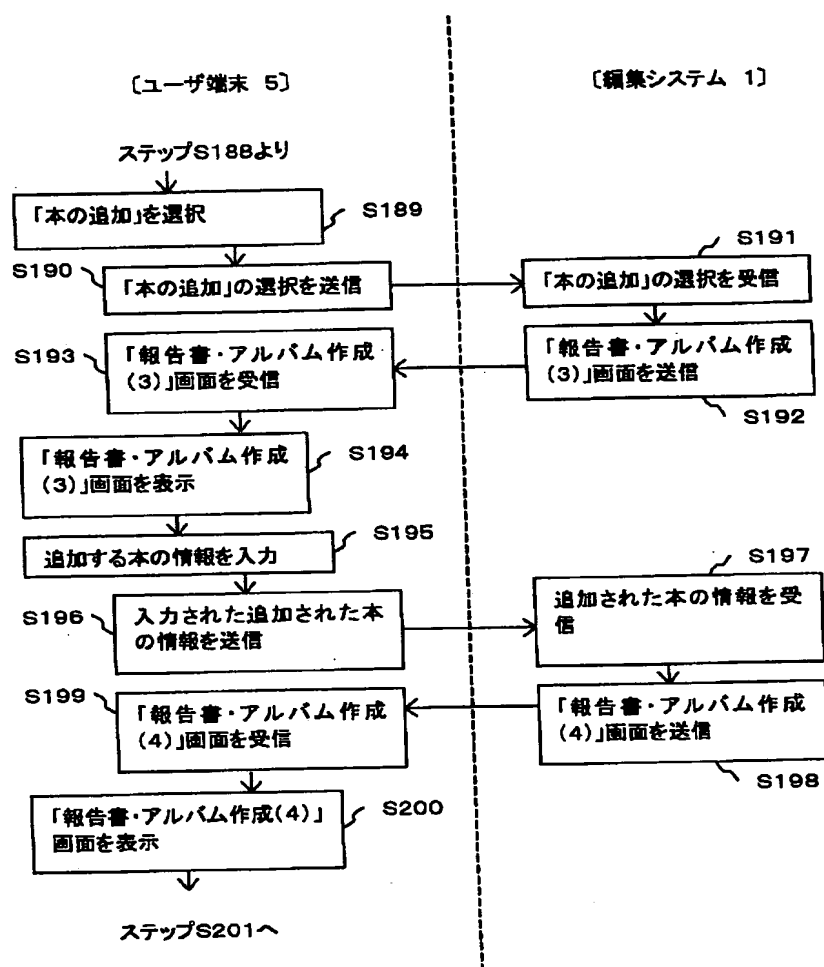 〔ユーザ端末 5〕
〔編集システム 1〕
ステップS188より
「本の追加」を選択
S189
S190
「本の追加」の選択を送信
S191
「本の追加」の選択を受信
S193
「報告書・アルバム作成
(3)」画面を受信
「報告書・アルバム作成
(3)」画面を送信
S192
「報告書・アルバム作成
(3)」画面を表示
S194
追加する本の情報を入力
S195
S196
入力された追加された本
の情報を送信
S197
追加された本の情報を受
信
S199
「報告書・アルバム作成
(4)」画面を受信
「報告書・アルバム作成
(4)」画面を送信
S198
「報告書・アルバム作成(4)」
画面を表示
S200
ステップS201へ